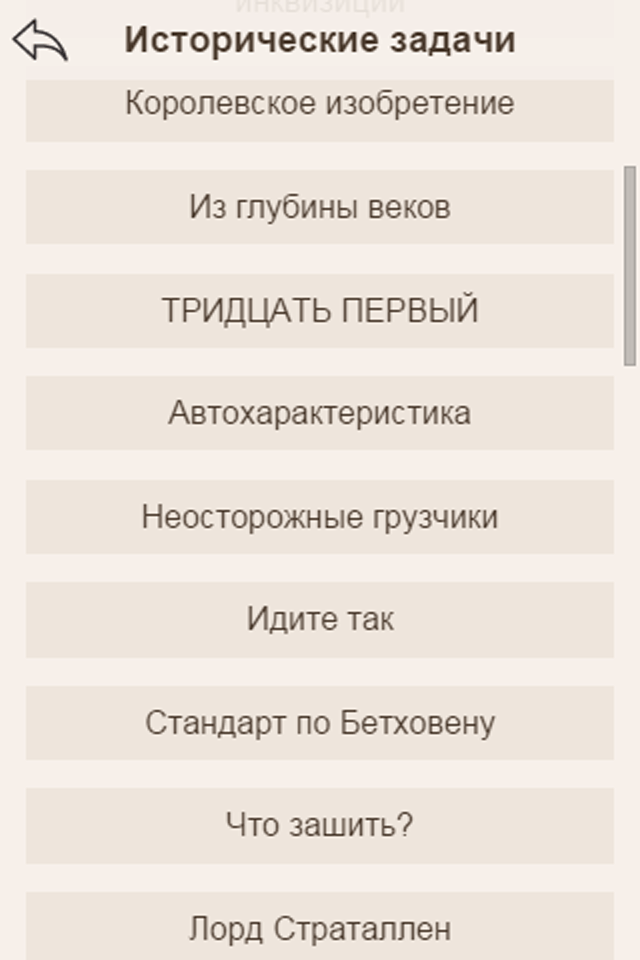 инквизиции
Исторические задачи
Королевское изобретение
Из глубины веков
ТРИДЦАТЬ ПЕРВЫЙ
Автохарактеристика
Неосторожные грузчики
Идите так
Стандарт по Бетховену
Что зашить?
Лорд Страталлен